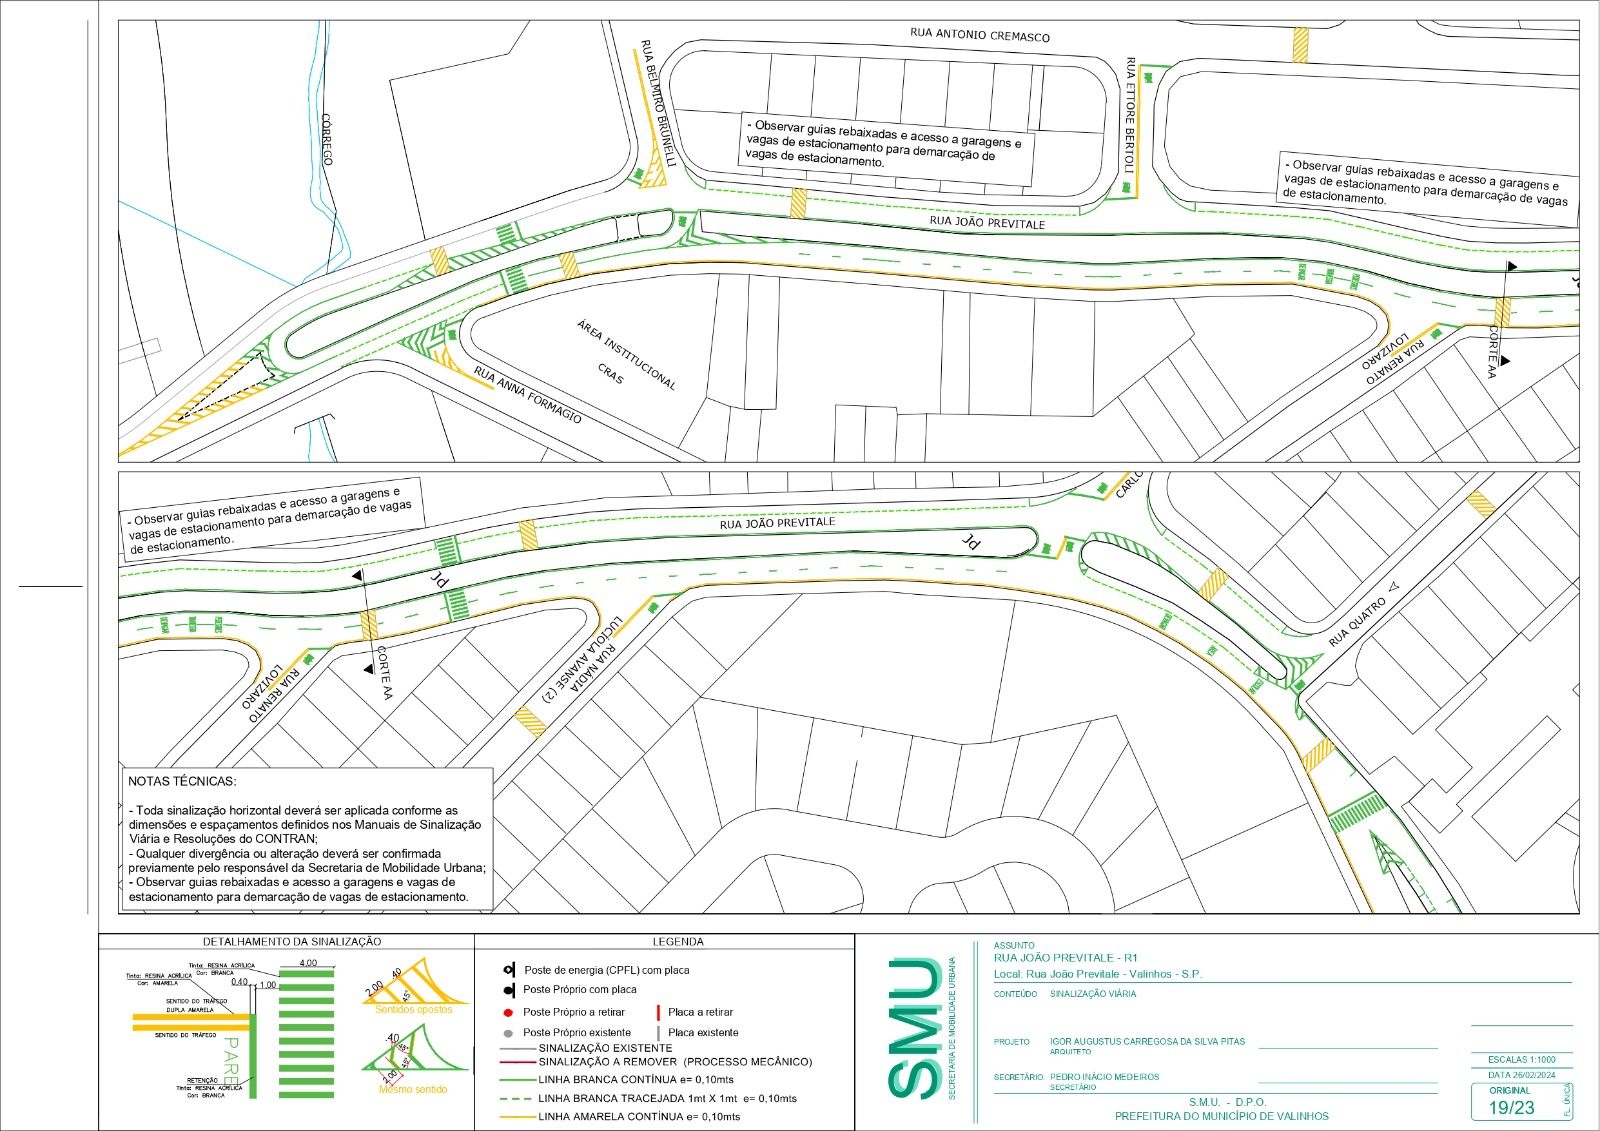 RUA ANTONIO CREMASCO
RUA BELMIRO BRUNELLI
RUA ETTORE BERTOLI
CÓRREGO
- Observar guias rebaixadas e acesso a garagens e
vagas de estacionamento para demarcação de
vagas de estacionamento.
- Observar guias rebaixadas e acesso a garagens e
vagas de estacionamento para demarcação de vagas
de estacionamento.
RUA JOÃO PREVITALE
ÁREA INSTITUCIONAL
CRAS
RUA ANNA FORMAGIO
RUA RENATO
LOVIZARO
CORTE AA
- Observar guias rebaixadas e acesso a garagens e
vagas de estacionamento para demarcação de vagas
de estacionamento.
RUA JOÃO PREVITALE
PL
PL
CARLO
RUA QUATRO
RUA RENATO
LOVIZARO
CORTE AA
RUA NADIA
LUCÍOLA AVANSE (2)
NOTAS TÉCNICAS:
- Toda sinalização horizontal deverá ser aplicada conforme as
dimensões e espaçamentos definidos nos Manuais de Sinalização
Viária e Resoluções do CONTRAN;
- Qualquer divergência ou alteração deverá ser confirmada
previamente pelo responsável da Secretaria de Mobilidade Urbana;
- Observar guias rebaixadas e acesso a garagens e vagas de
estacionamento para demarcação de vagas de estacionamento.
DETALHAMENTO DA SINALIZAÇÃO
Tinta: RESINA ACRÍLICA
Cor: BRANCA
Tinta: RESINA ACRÍLICA
Cor: AMARELA
4.00
0.40
1.00
SENTIDO DO TRÁFEGO
DUPLA AMARELA
SENTIDO DO TRÁFEGO
PARE
RETENÇÃO
Tinta: RESINA ACRÍLICA
Cor: BRANCA
2.00
.40
45°
Sentidos opostos
.40
45°
45°
2.00
Mesmo sentido
LEGENDA
Poste de energia (CPFL) com placa
Poste Próprio com placa
Poste Próprio a retirar
Placa a retirar
Poste Próprio existente
Placa existente
SINALIZAÇÃO EXISTENTE
SINALIZAÇÃO A REMOVER (PROCESSO MECÂNICO)
LINHA BRANCA CONTÍNUA e= 0,10mts
LINHA BRANCA TRACEJADA 1mt X 1mt e= 0,10mts
LINHA AMARELA CONTÍNUA e= 0,10mts
SMU
SECRETARIA DE MOBILIDADE URBANA
ASSUNTO
RUA JOÃO PREVITALE - R1
Local: Rua João Previtale - Valinhos - S.P.
CONTEÚDO SINALIZAÇÃO VIÁRIA
PROJETO IGOR AUGUSTUS CARREGOSA DA SILVA PITAS
ARQUITETO
SECRETÁRIO: PEDRO INÁCIO MEDEIROS
SECRETÁRIO
S.M.U. - D.P.O.
PREFEITURA DO MUNICÍPIO DE VALINHOS
ESCALAS 1:1000
DATA 26/02/2024
ORIGINAL
19/23
FL. ÚNICA